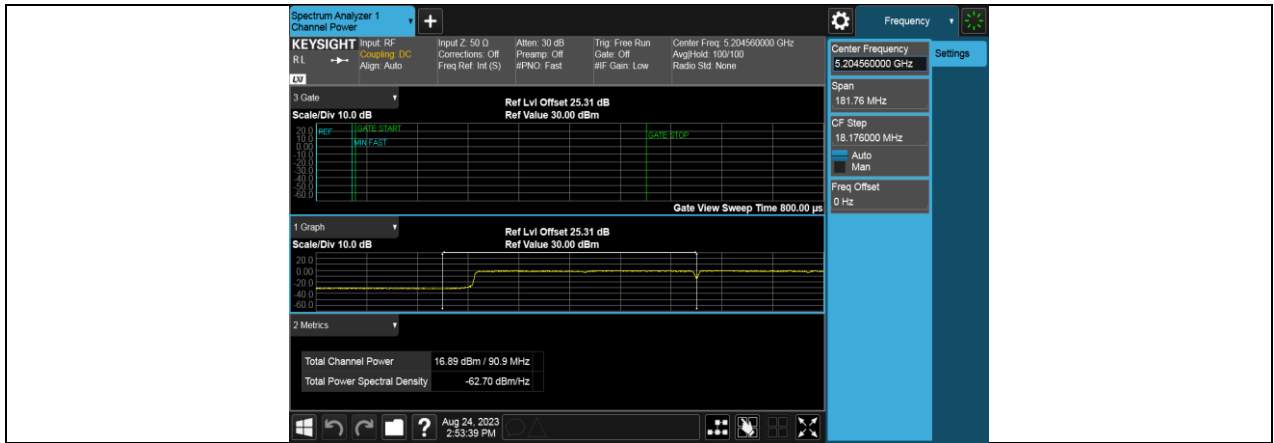 Spectrum Analyzer 1
Channel Power
+
Frequency
KEYSIGHT
RL
LXI
Input: RF
Coupling: DC
Align: Auto
Input Z: 50 Ω
Corrections: Off
Freq Ref: Int (S)
Atten: 30 dB
Preamp: Off
#PNO: Fast
Trig: Free Run
Gate: Off
#IF Gain: Low
Center Freq: 5.204560000 GHz
Avg|Hold: 100/100
Radio Std: None
Center Frequency
5.204560000 GHz
Settings
Span
181.76 MHz
CF Step
18.176000 MHz
Auto
Man
Freq Offset
0 Hz
3 Gate
Scale/Div 10.0 dB
Ref Lvl Offset 25.31 dB
Ref Value 30.00 dBm
20.0
10.0
0.00
-10.0
-20.0
-30.0
-40.0
-50.0
-60.0
REF
GATE START
MIN FAST
GATE STOP
Gate View Sweep Time 800.00 µs
1 Graph
Scale/Div 10.0 dB
Ref Lvl Offset 25.31 dB
Ref Value 30.00 dBm
20.0
0.00
-20.0
-40.0
-60.0
2 Metrics
Total Channel Power 16.89 dBm / 90.9 MHz
Total Power Spectral Density -62.70 dBm/Hz
?
Aug 24, 2023
2:53:39 PM